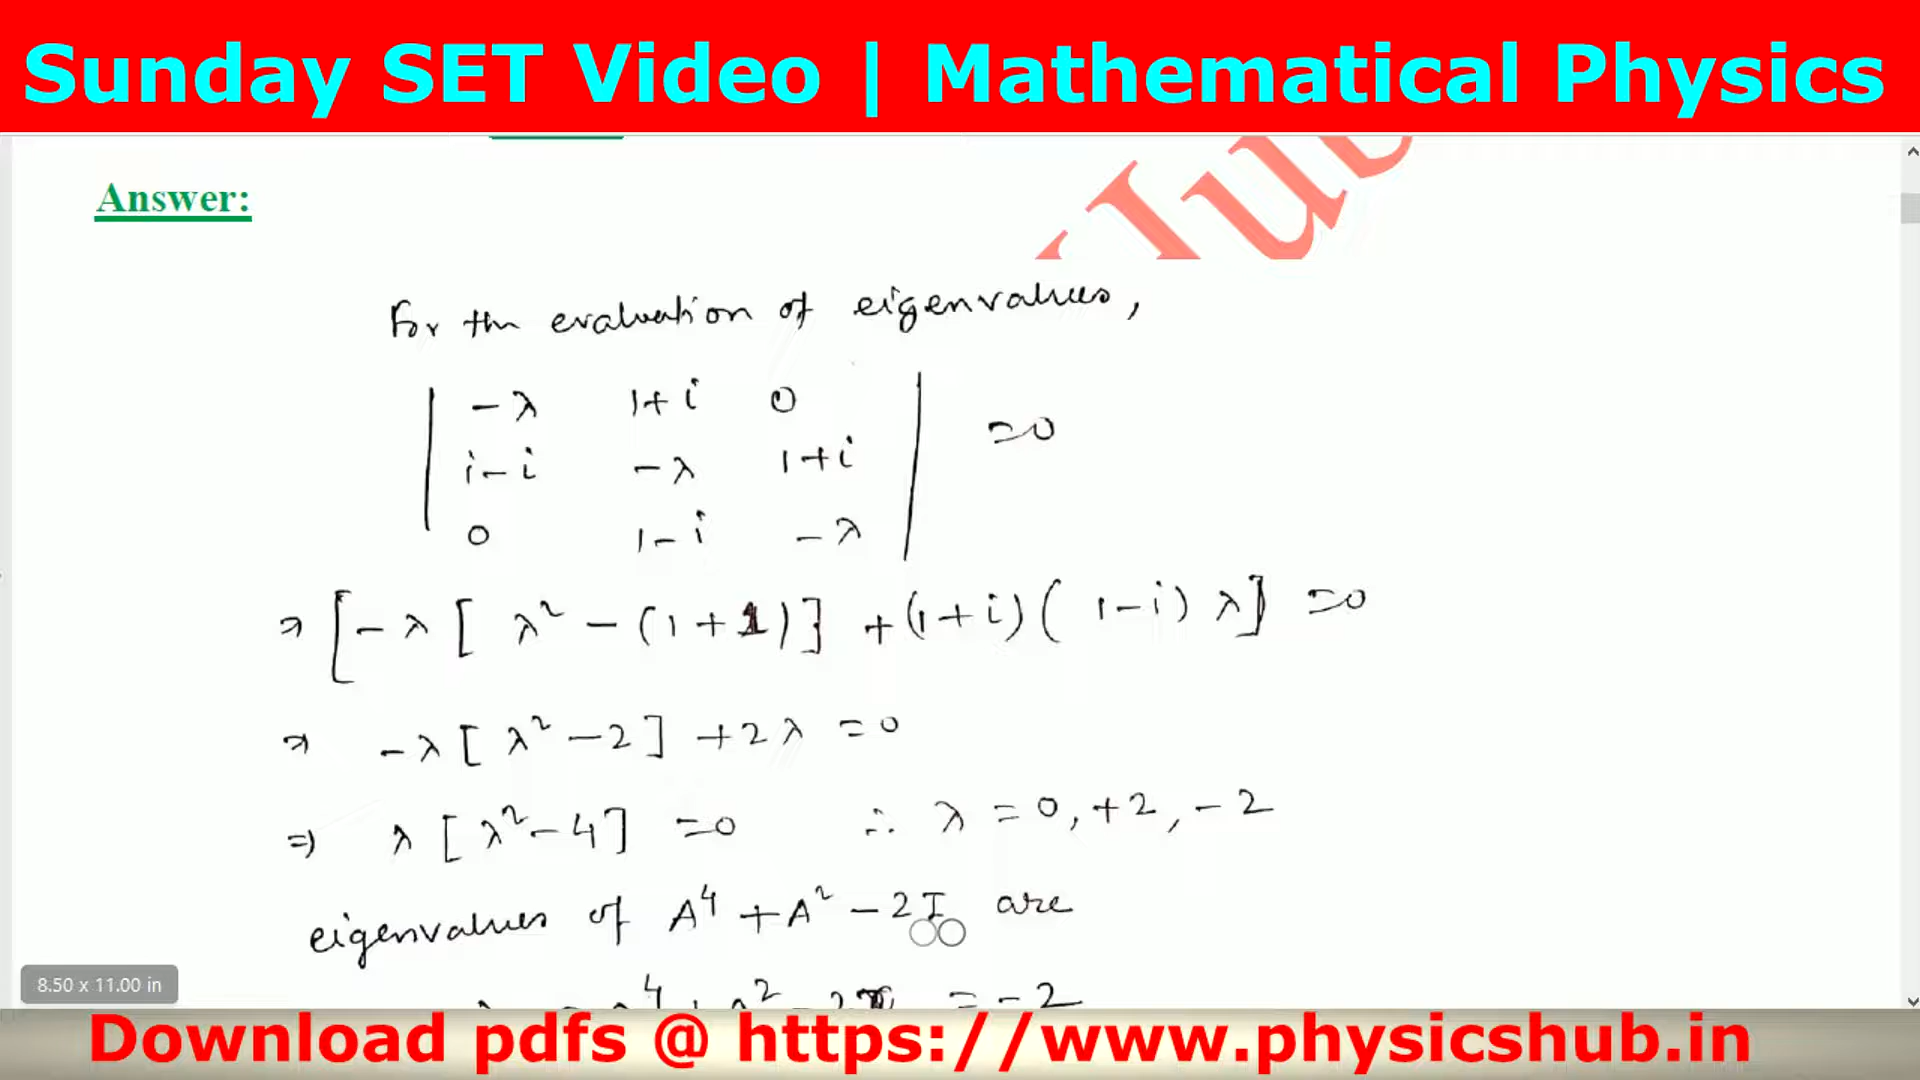 Sunday SET Video | Mathematical Physics
Hub
Answer:
For the evaluation of eigenvalues,
| -λ 1+i 0 |
| i-i -λ 1+i | =0
| 0 1-i -λ |
⇒ [-λ [ λ² - (1+1)] + (1+i)( 1-i) λ] =0
⇒ -λ [ λ² -2] +2λ =0
⇒ λ [ λ² -4] =0 ∴ λ = 0, +2, -2
eigenvalues of A⁴ +A² -2I are
= -2
8.50 x 11.00 in
Download pdfs @ https://www.physicshub.in